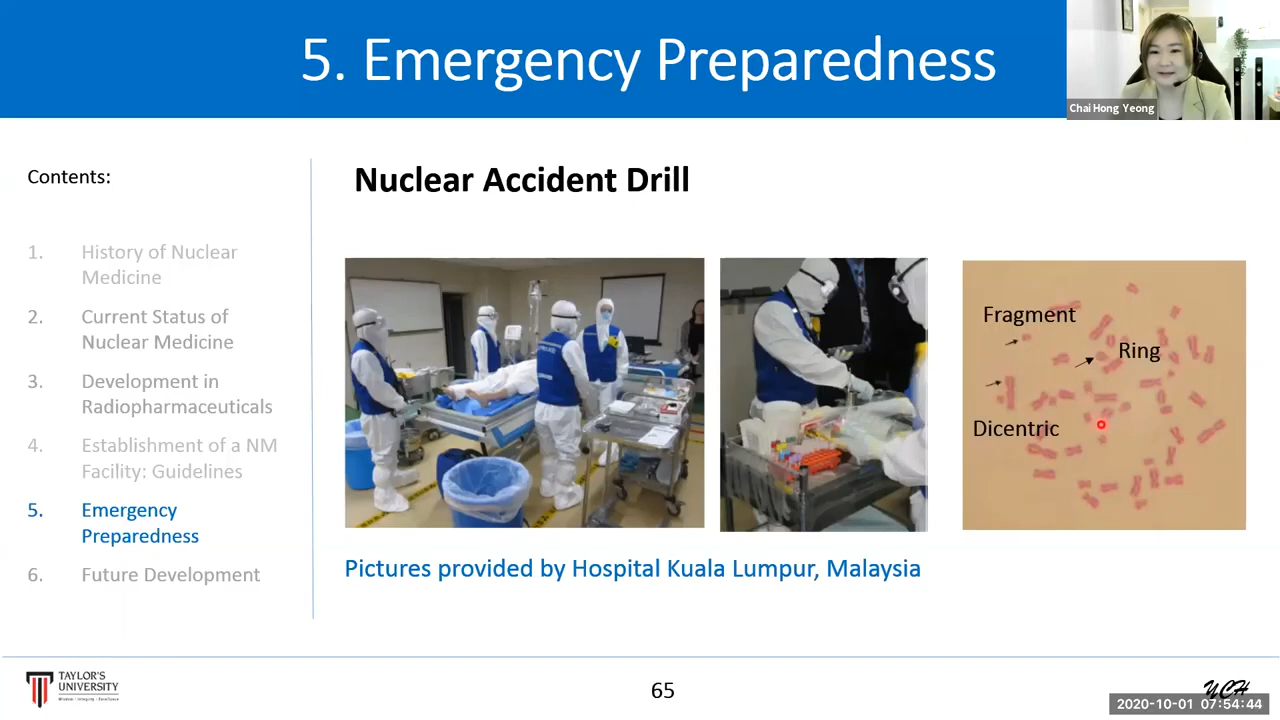 5. Emergency Preparedness
Chai Hong Yeong
Contents:
1. History of Nuclear
Medicine
2. Current Status of
Nuclear Medicine
3. Development in
Radiopharmaceuticals
4. Establishment of a NM
Facility: Guidelines
5. Emergency
Preparedness
6. Future Development
Nuclear Accident Drill
Fragment
Ring
Dicentric
Pictures provided by Hospital Kuala Lumpur, Malaysia
TAYLOR'S
UNIVERSITY
65
YCH
2020-10-01 07:54:44